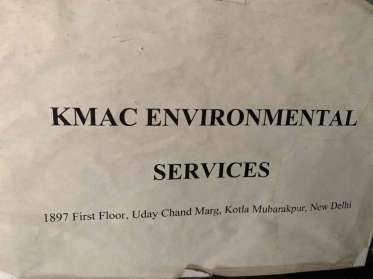 KMAC ENVIRONMENTAL
SERVICES
1897 First Floor, Uday Chand Marg, Kotla Mubarakpur, New Delhi